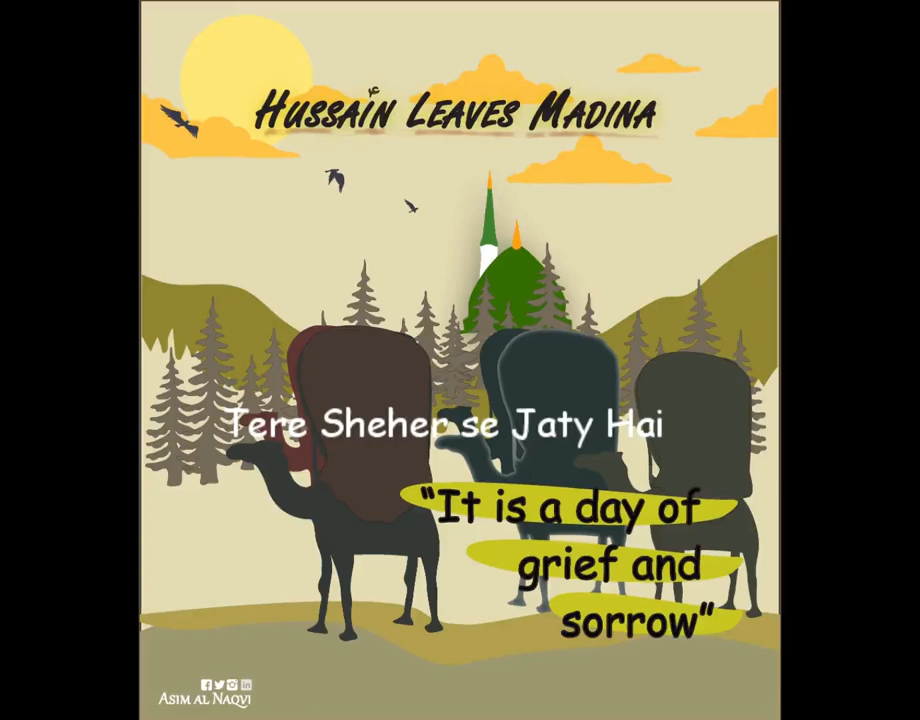 Hussain Leaves Madina
Tere Sheher se Jaty Hai
"It is a day of
grief and
sorrow"
Asim al Naqvi